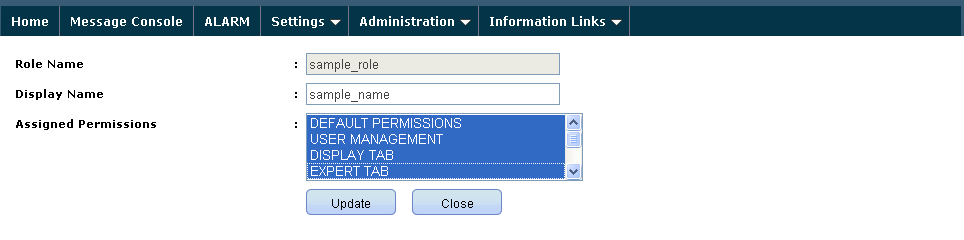 Home Message Console ALARM Settings Administration Information Links
Role Name : sample_role
Display Name : sample_name
Assigned Permissions : DEFAULT PERMISSIONS
USER MANAGEMENT
DISPLAY TAB
EXPERT TAB
Update Close